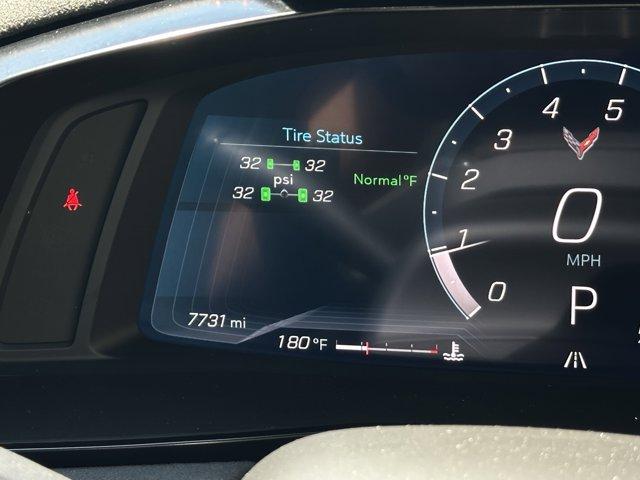 Tire Status
32 32
psi
Normal °F
32 32
7731 mi
180 °F
0
1
2
3
4
5
0
MPH
P